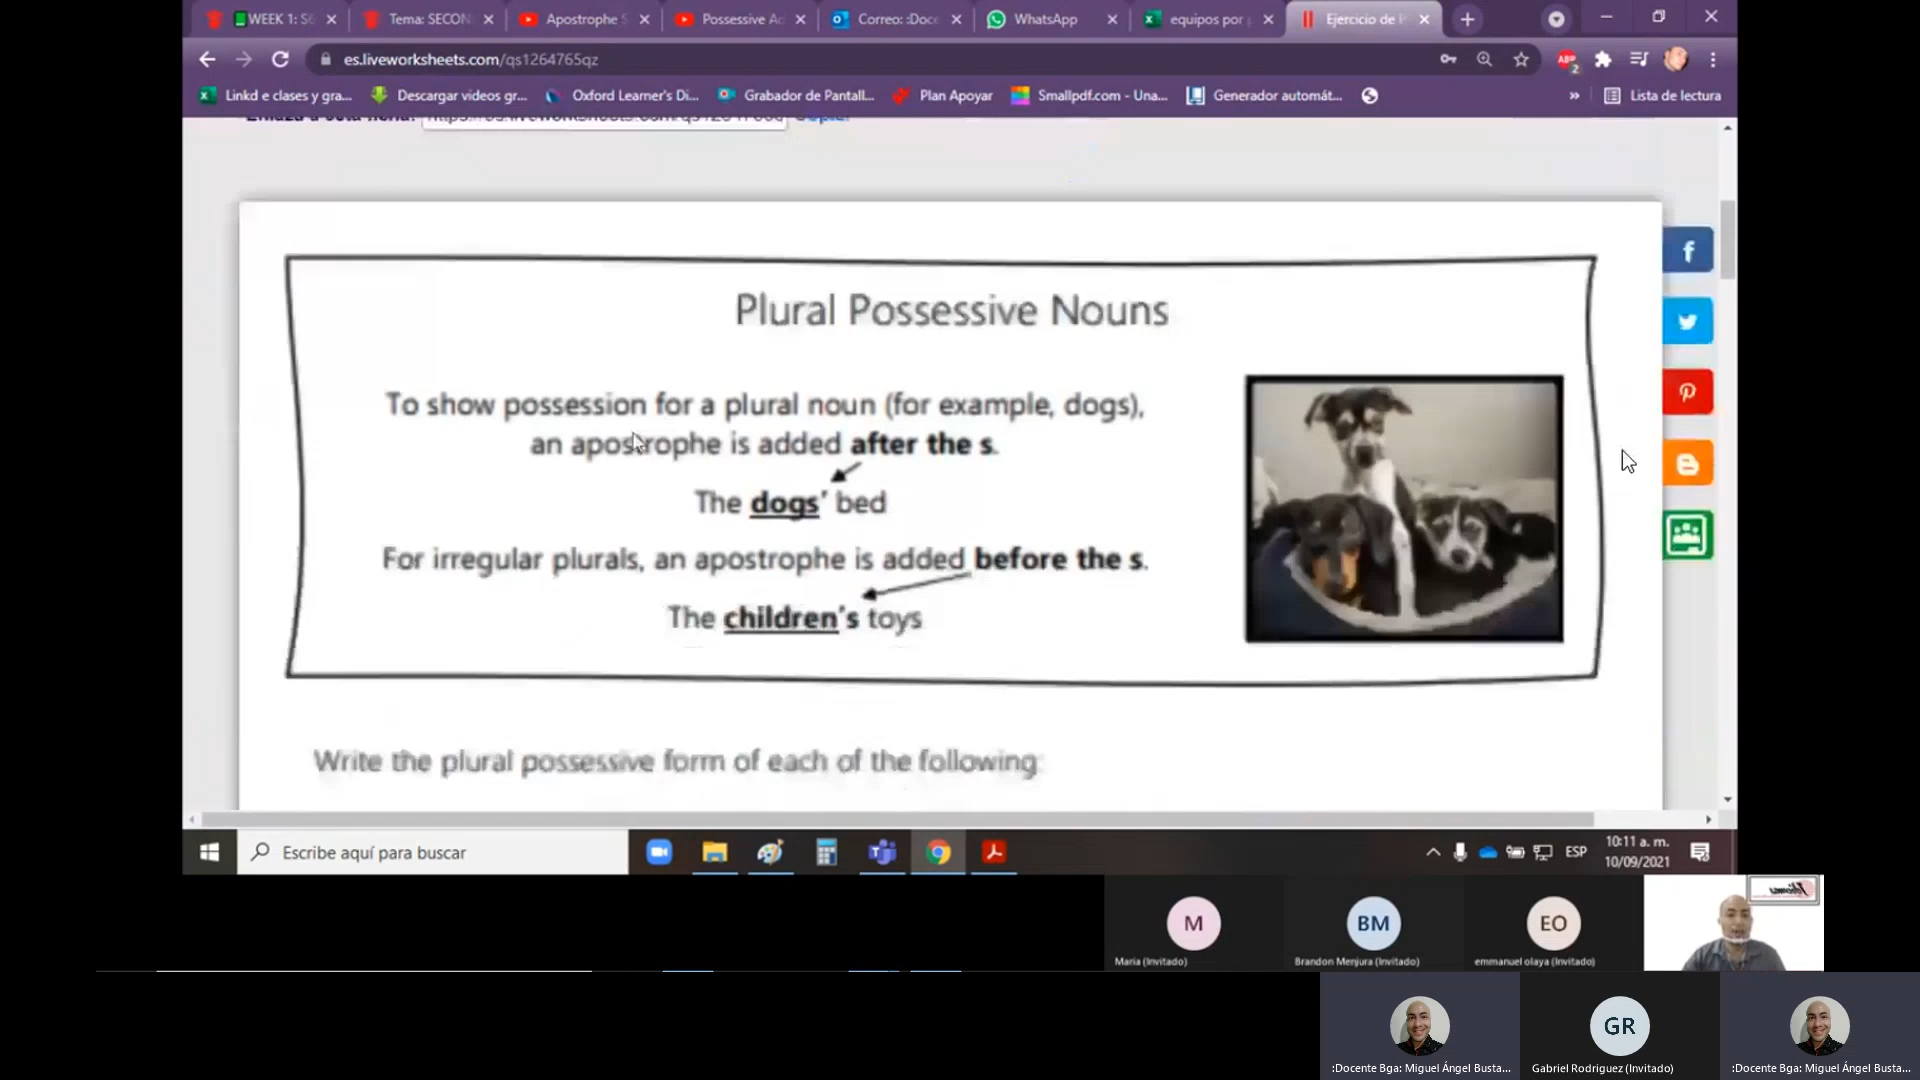 WEEK 1: S
Tema: SECON
Apostrophe S
Possessive Ad
Correo: :Doce
WhatsApp
equipos por
Ejercicio de P
es.liveworksheets.com/qs1264765qz
ABP
2
Linkd e clases y gra...
Descargar videos gr...
Oxford Learner's Di...
Grabador de Pantall...
Plan Apoyar
Smallpdf.com - Una...
Generador automát...
»
Lista de lectura
Plural Possessive Nouns
To show possession for a plural noun (for example, dogs),
an apostrophe is added after the s.
The dogs' bed
For irregular plurals, an apostrophe is added before the s.
The children's toys
Write the plural possessive form of each of the following:
Escribe aquí para buscar
ESP
10:11 a. m.
10/09/2021
M
Maria (Invitado)
BM
Brandon Menjura (Invitado)
EO
emmanuel olaya (Invitado)
:Docente Bga: Miguel Ángel Busta...
GR
Gabriel Rodriguez (Invitado)
:Docente Bga: Miguel Ángel Busta...